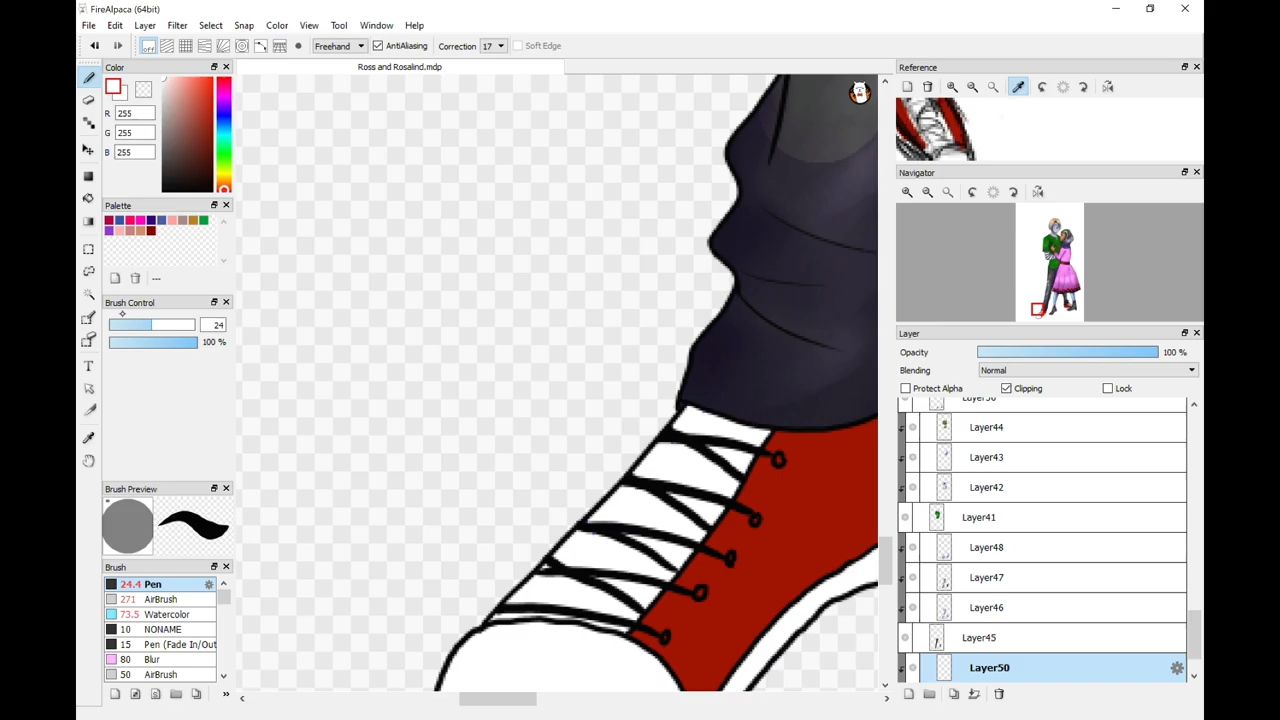 FireAlpaca (64bit)
File Edit Layer Filter Select Snap Color View Tool Window Help
off Freehand AntiAliasing Correction 17 Soft Edge
Color
R 255
G 255
B 255
Palette
---
Brush Control
24
100 %
Brush Preview
Brush
24.4 Pen
271 AirBrush
73.5 Watercolor
10 NONAME
15 Pen (Fade In/Out
80 Blur
50 AirBrush
Ross and Rosalind.mdp
Reference
Navigator
Layer
Opacity 100 %
Blending Normal
Protect Alpha Clipping Lock
Layer44
Layer43
Layer42
Layer41
Layer48
Layer47
Layer46
Layer45
Layer50